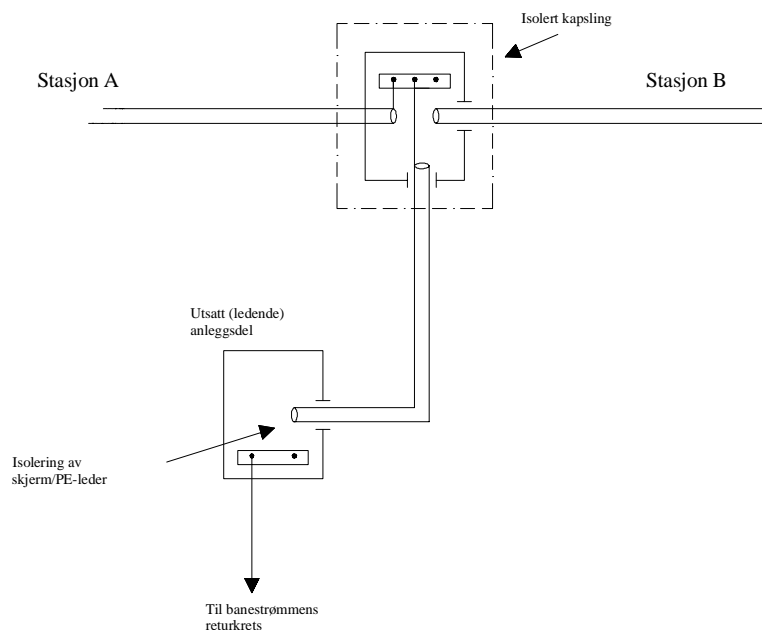 Isolert kapsling
Stasjon A
Stasjon B
Utsatt (ledende)
anleggsdel
Isolering av
skjerm/PE-leder
Til banestrømmens
returkrets